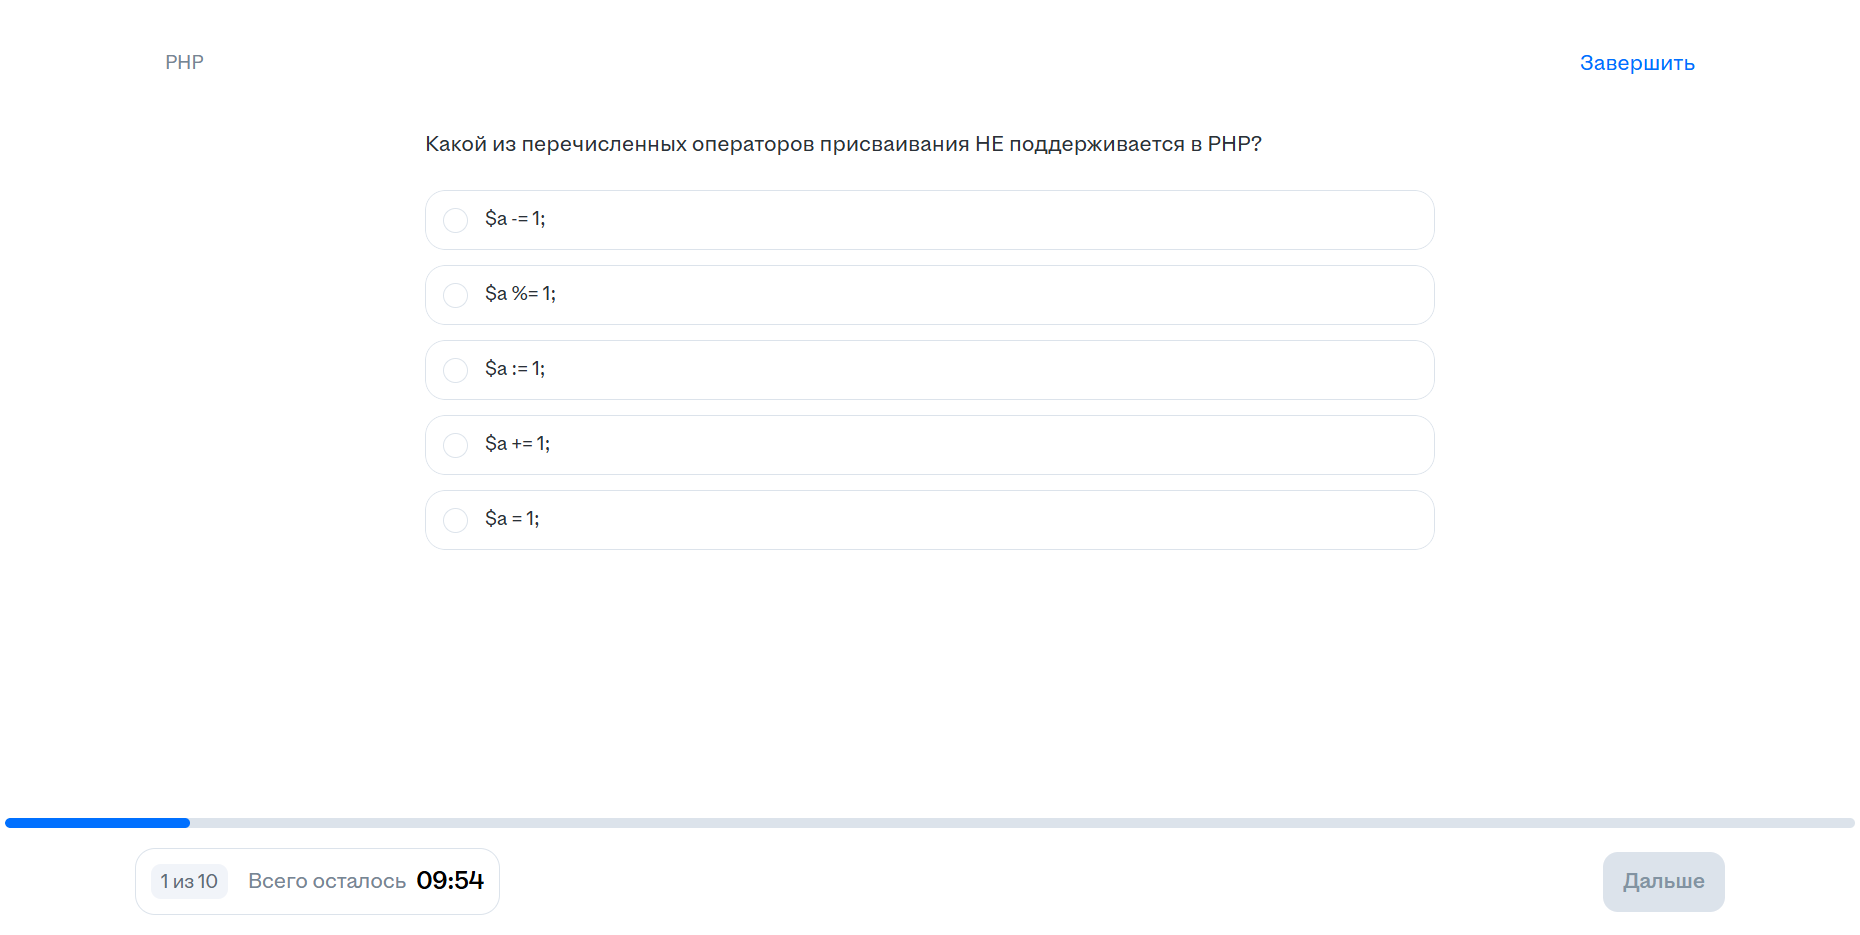 PHP
Завершить
Какой из перечисленных операторов присваивания НЕ поддерживается в PHP?
$a -= 1;
$a %= 1;
$a := 1;
$a += 1;
$a = 1;
1 из 10 Всего осталось 09:54
Дальше